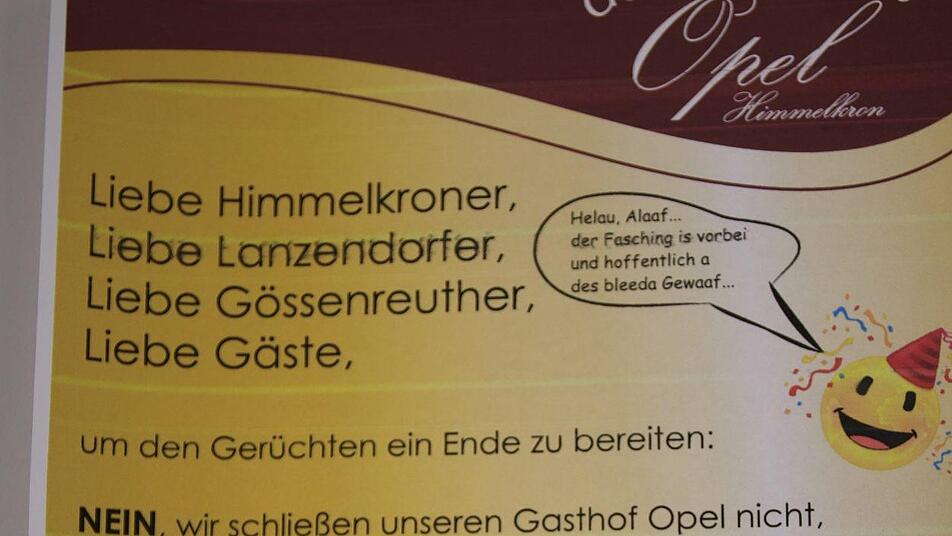 Opel
Himmelkron
Liebe Himmelkroner,
Liebe Lanzendorfer,
Liebe Gössenreuther,
Liebe Gäste,
Helau, Alaaf...
der Fasching is vorbei
und hoffentlich a
des bleeda Gewaaf...
um den Gerüchten ein Ende zu bereiten:
NEIN, wir schließen unseren Gasthof Opel nicht,